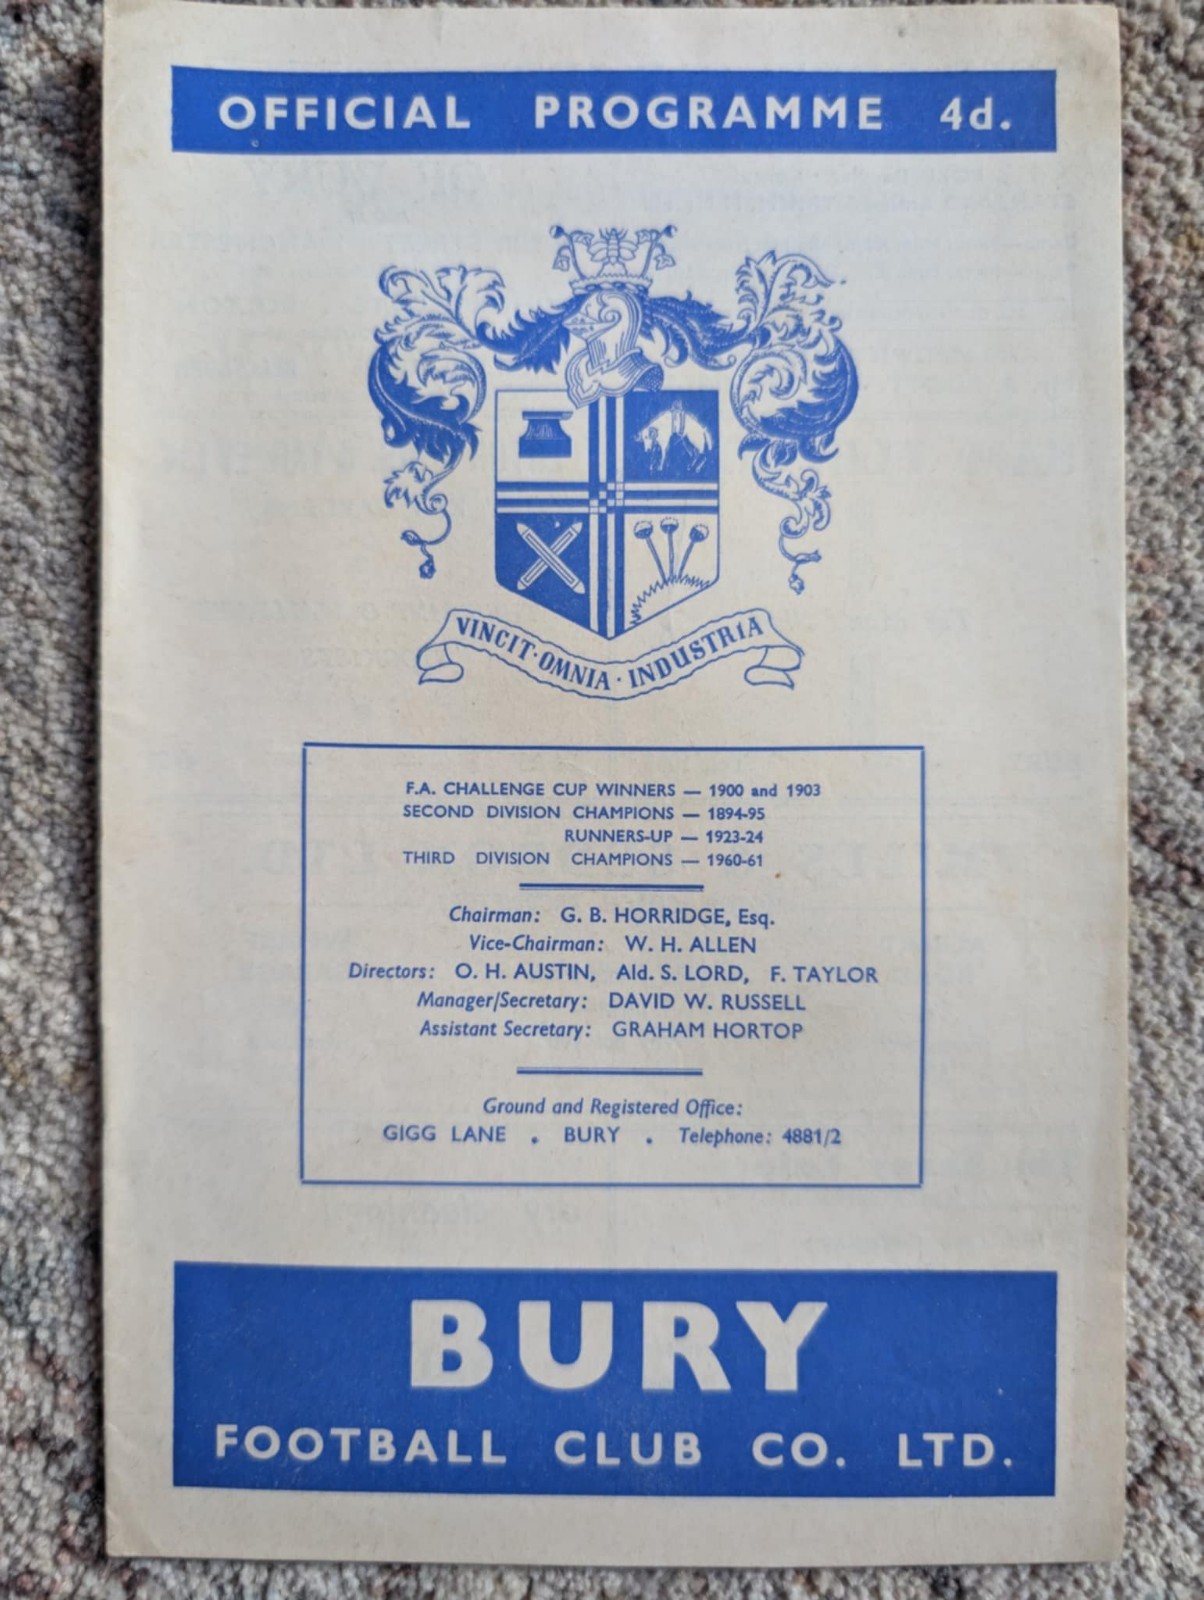 OFFICIAL PROGRAMME 4d.
VINCIT · OMNIA · INDUSTRIA
F.A. CHALLENGE CUP WINNERS — 1900 and 1903
SECOND DIVISION CHAMPIONS — 1894-95
RUNNERS-UP — 1923-24
THIRD DIVISION CHAMPIONS — 1960-61
Chairman: G. B. HORRIDGE, Esq.
Vice-Chairman: W. H. ALLEN
Directors: O. H. AUSTIN, Ald. S. LORD, F. TAYLOR
Manager/Secretary: DAVID W. RUSSELL
Assistant Secretary: GRAHAM HORTOP
Ground and Registered Office:
GIGG LANE . BURY . Telephone: 4881/2
BURY
FOOTBALL CLUB CO. LTD.